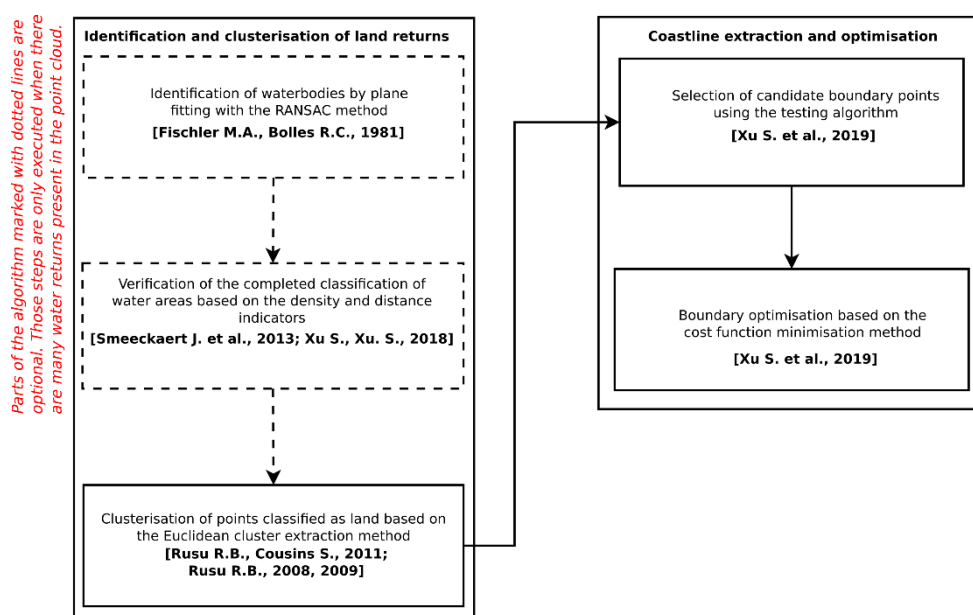 Parts of the algorithm marked with dotted lines are
optional. Those steps are only executed when there
are many water returns present in the point cloud.
Identification and clusterisation of land returns
Identification of waterbodies by plane
fitting with the RANSAC method
[Fischler M.A., Bolles R.C., 1981]
Verification of the completed classification of
water areas based on the density and distance
indicators
[Smeeckaert J. et al., 2013; Xu S., Xu. S., 2018]
Clusterisation of points classified as land based on
the Euclidean cluster extraction method
[Rusu R.B., Cousins S., 2011;
Rusu R.B., 2008, 2009]
Coastline extraction and optimisation
Selection of candidate boundary points
using the testing algorithm
[Xu S. et al., 2019]
Boundary optimisation based on the
cost function minimisation method
[Xu S. et al., 2019]